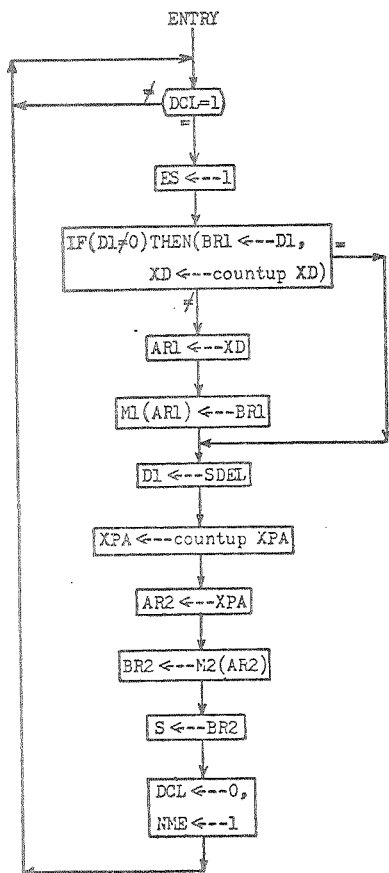 ENTRY
≠
DCL=1
=
ES <---1
IF(D1≠0)THEN(BR1 <---D1,
=
XD <---countup XD)
≠
AR1 <---XD
M1(AR1) <---BR1
D1 <---SDEL
XPA <---countup XPA
AR2 <---XPA
BR2 <---M2(AR2)
S <---BR2
DCL <---0,
NME <---1